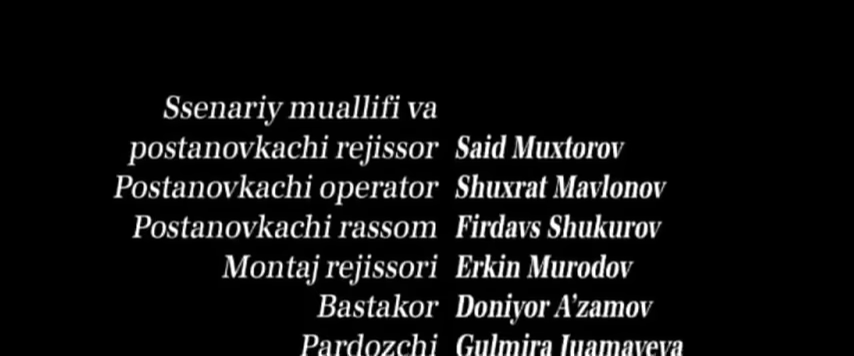 Ssenariy muallifi va
postanovkachi rejissor Said Muxtorov
Postanovkachi operator Shuxrat Mavlonov
Postanovkachi rassom Firdavs Shukurov
Montaj rejissori Erkin Murodov
Bastakor Doniyor A’zamov
Pardozchi Gulmira